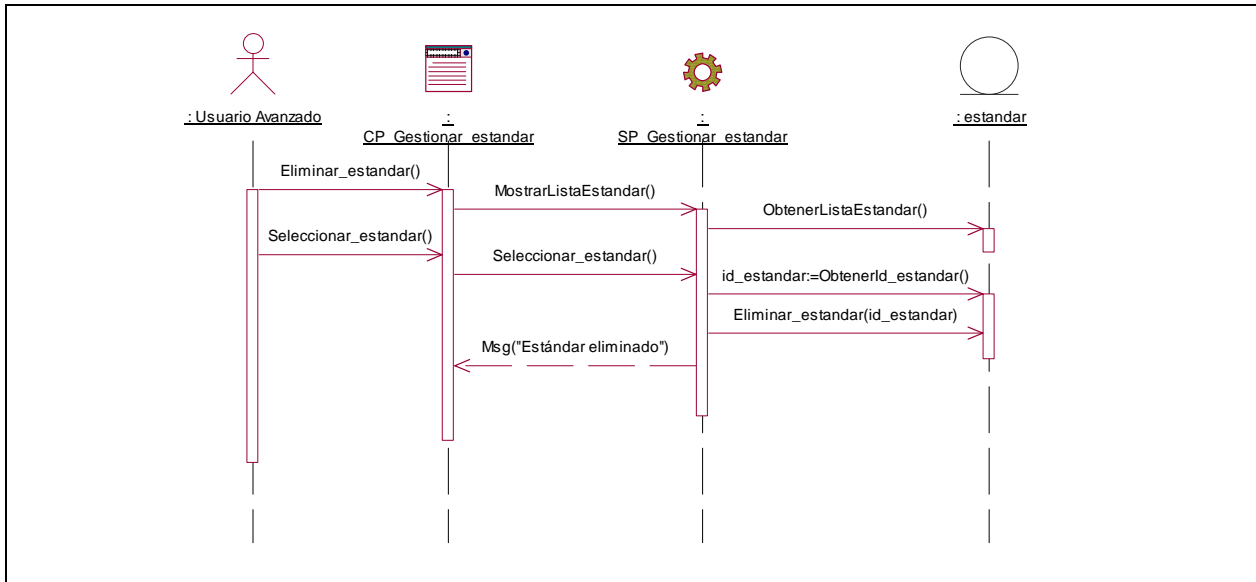 : Usuario Avanzado
:
CP_Gestionar_estandar
:
SP_Gestionar_estandar
: estandar
Eliminar_estandar()
MostrarListaEstandar()
ObtenerListaEstandar()
Seleccionar_estandar()
Seleccionar_estandar()
id_estandar:=ObtenerId_estandar()
Eliminar_estandar(id_estandar)
Msg("Estándar eliminado")